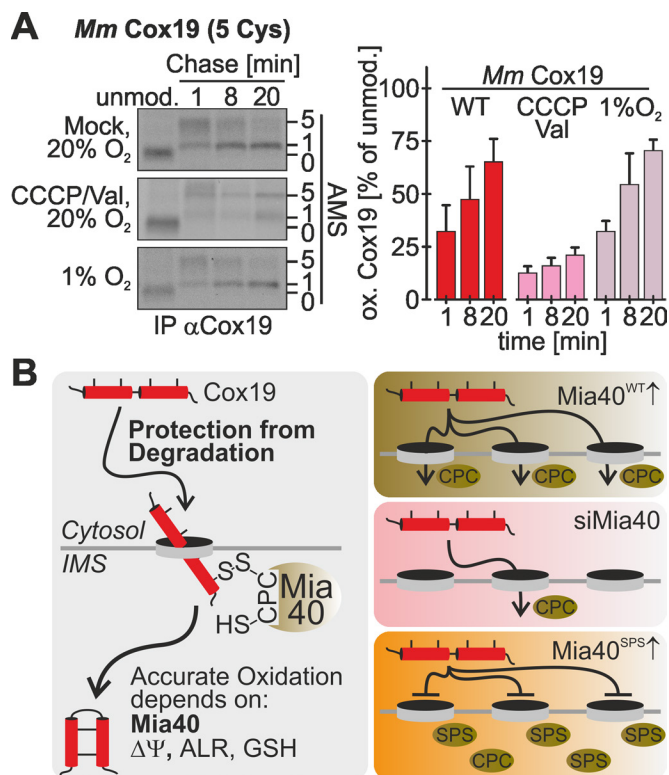 A
Mm Cox19 (5 Cys)
Chase [min]
unmod. 1 8 20
Mock,
20% O₂
5
1
0
CCCP/Val,
20% O₂
5
1
0
1% O₂
5
1
0
AMS
IP αCox19
ox. Cox19 [% of unmod.]
100
75
50
25
0
Mm Cox19
WT CCCP 1%O₂
Val
1 8 20 1 8 20 1 8 20
time [min]
B
Cox19
Protection from
Degradation
Cytosol
IMS
S S
HS
CPC
Mia
40
Accurate Oxidation
depends on:
Mia40
ΔΨ, ALR, GSH
Mia40WT↑
CPC CPC CPC
siMia40
CPC
Mia40SPS↑
SPS SPS SPS
CPC SPS